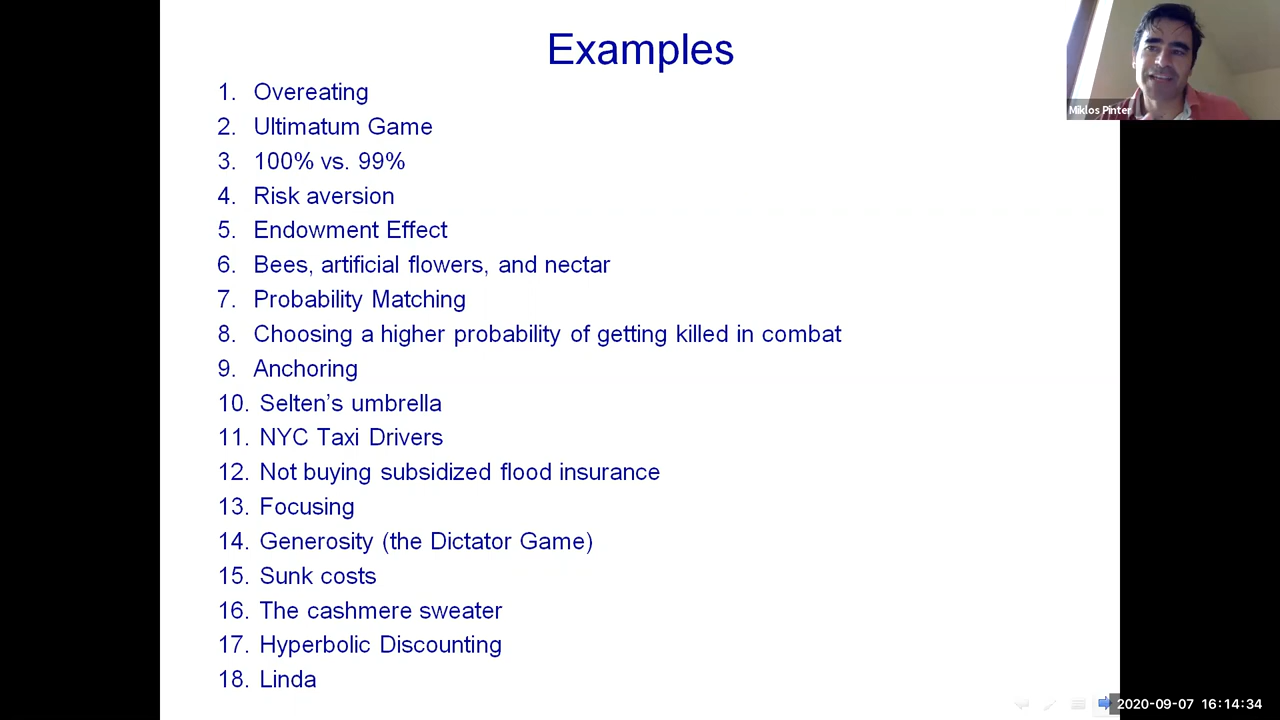 Examples
1. Overeating
2. Ultimatum Game
3. 100% vs. 99%
4. Risk aversion
5. Endowment Effect
6. Bees, artificial flowers, and nectar
7. Probability Matching
8. Choosing a higher probability of getting killed in combat
9. Anchoring
10. Selten’s umbrella
11. NYC Taxi Drivers
12. Not buying subsidized flood insurance
13. Focusing
14. Generosity (the Dictator Game)
15. Sunk costs
16. The cashmere sweater
17. Hyperbolic Discounting
18. Linda
Miklos Pinter
2020-09-07 16:14:34